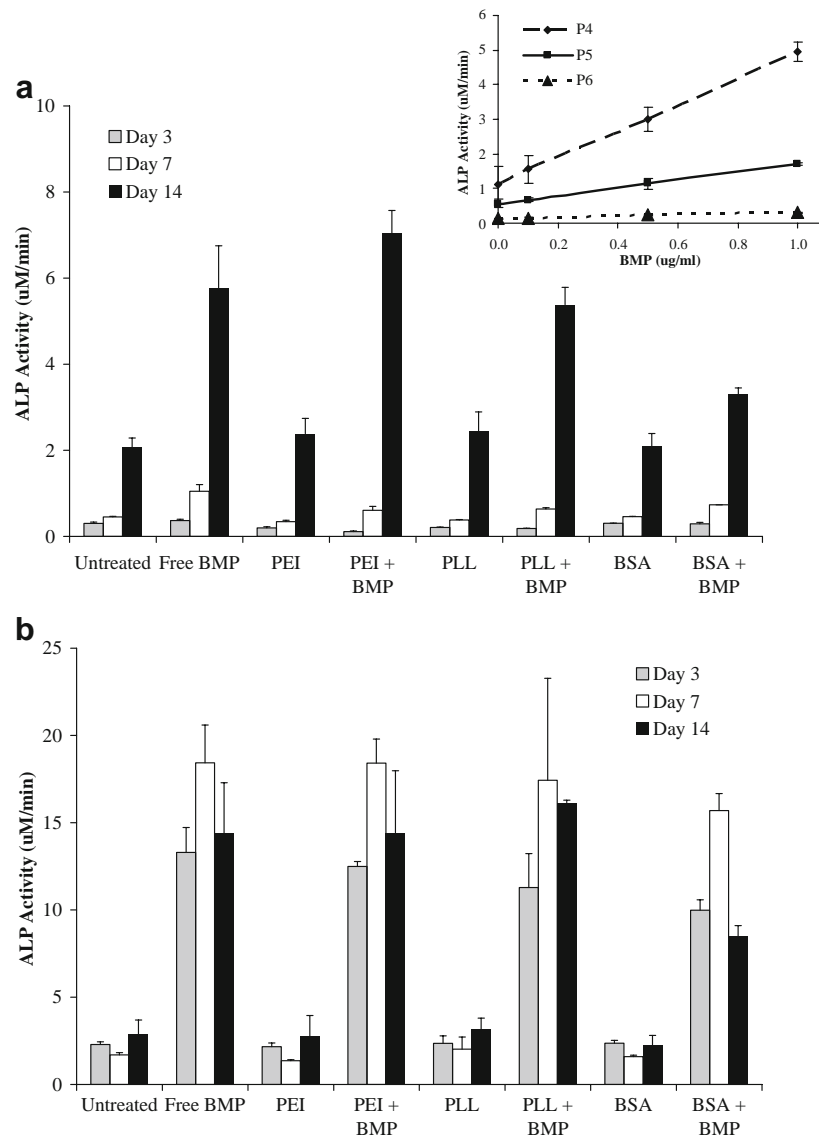 P4
P5
P6
6
5
4
3
2
1
0
ALP Activity (uM/min)
0.0 0.2 0.4 0.6 0.8 1.0
BMP (ug/ml)
a
10
8
6
4
2
0
ALP Activity (uM/min)
Day 3
Day 7
Day 14
Untreated Free BMP PEI PEI + PLL PLL + BSA BSA +
BMP BMP BMP
b
25
20
15
10
5
0
ALP Activity (uM/min)
Day 3
Day 7
Day 14
Untreated Free BMP PEI PEI + PLL PLL + BSA BSA +
BMP BMP BMP